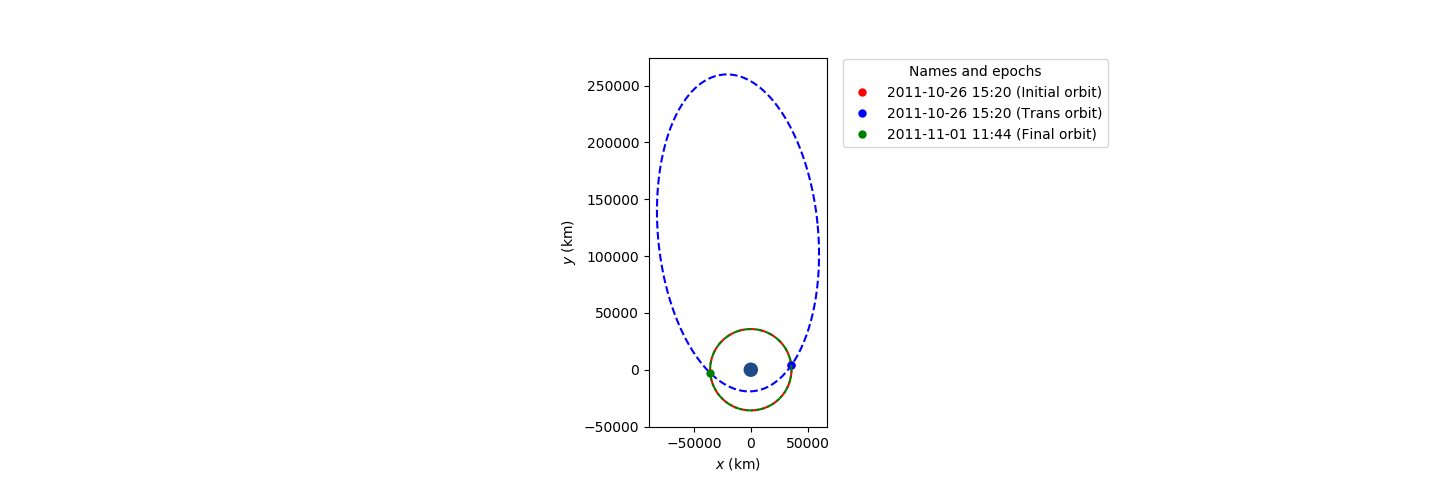 250000
200000
150000
100000
50000
0
−50000
y (km)
−50000 0 50000
x (km)
Names and epochs
2011-10-26 15:20 (Initial orbit)
2011-10-26 15:20 (Trans orbit)
2011-11-01 11:44 (Final orbit)